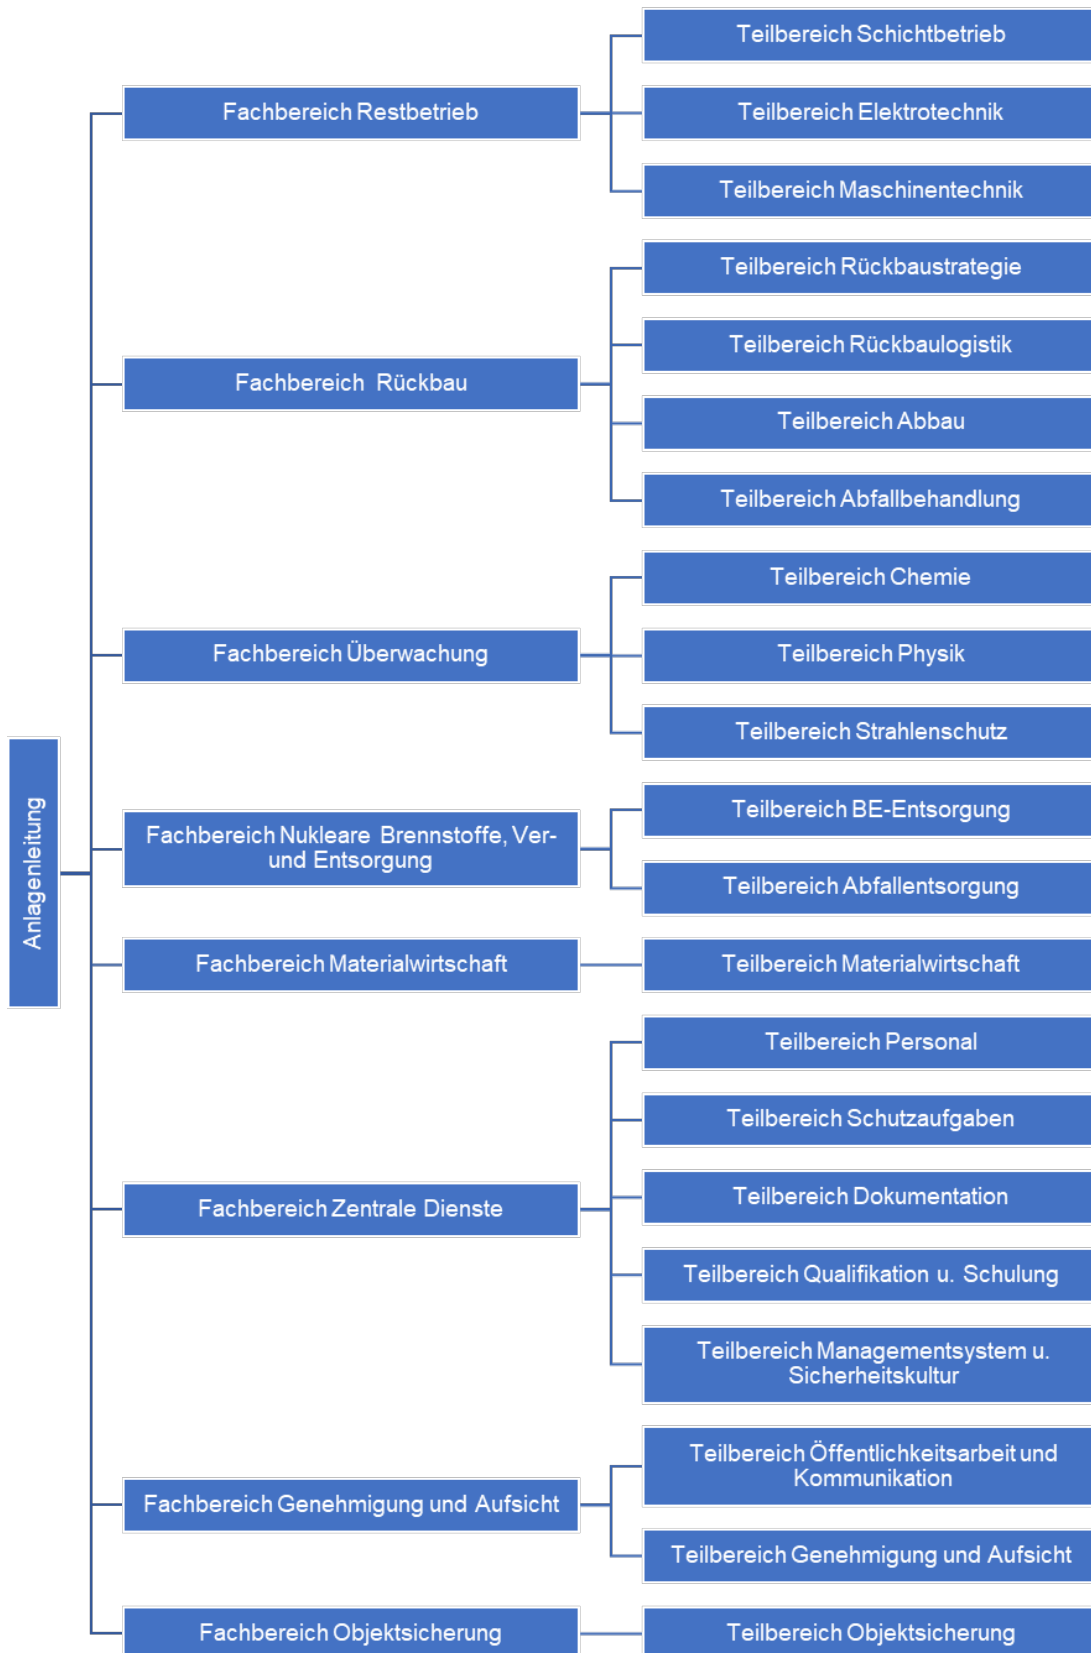 Anlagenleitung
Fachbereich Restbetrieb
Teilbereich Schichtbetrieb
Teilbereich Elektrotechnik
Teilbereich Maschinentechnik
Fachbereich Rückbau
Teilbereich Rückbaustrategie
Teilbereich Rückbaulogistik
Teilbereich Abbau
Teilbereich Abfallbehandlung
Fachbereich Überwachung
Teilbereich Chemie
Teilbereich Physik
Teilbereich Strahlenschutz
Fachbereich Nukleare Brennstoffe, Ver-
und Entsorgung
Teilbereich BE-Entsorgung
Teilbereich Abfallentsorgung
Fachbereich Materialwirtschaft
Teilbereich Materialwirtschaft
Fachbereich Zentrale Dienste
Teilbereich Personal
Teilbereich Schutzaufgaben
Teilbereich Dokumentation
Teilbereich Qualifikation u. Schulung
Teilbereich Managementsystem u.
Sicherheitskultur
Fachbereich Genehmigung und Aufsicht
Teilbereich Öffentlichkeitsarbeit und
Kommunikation
Teilbereich Genehmigung und Aufsicht
Fachbereich Objektsicherung
Teilbereich Objektsicherung